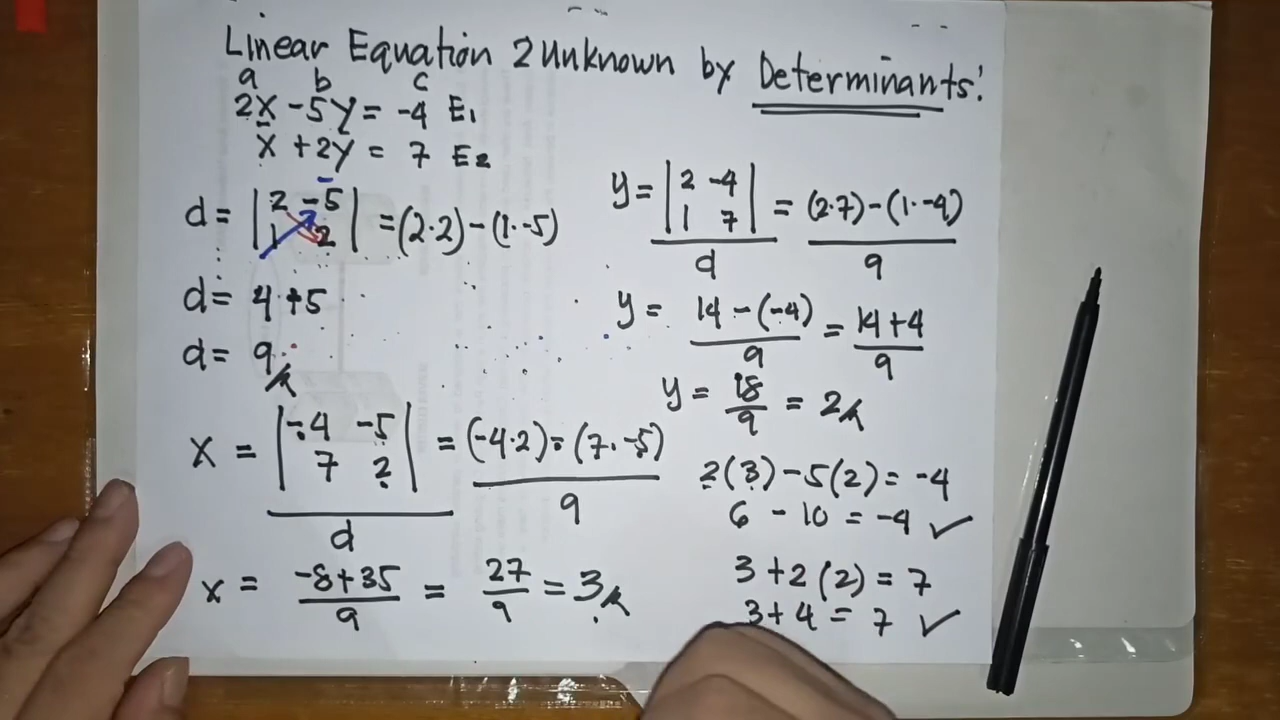 Linear Equation 2 Unknown by Determinants:
a b c
2x - 5y = -4 E1
x + 2y = 7 E2
d = | 2 -5 | = (2·2) - (1·-5)
| 1 2 |
d = 4 + 5
d = 9
x = | -4 -5 | = (-4·2) - (7·-5)
| 7 2 |
d 9
x = -8+35 = 27 = 3
9 9
y = | 2 -4 | = (2·7) - (1·-4)
| 1 7 |
d 9
y = 14 - (-4) = 14+4
9 9
y = 18 = 2
9
2(3) - 5(2) = -4
6 - 10 = -4 ✓
3 + 2(2) = 7
3 + 4 = 7 ✓